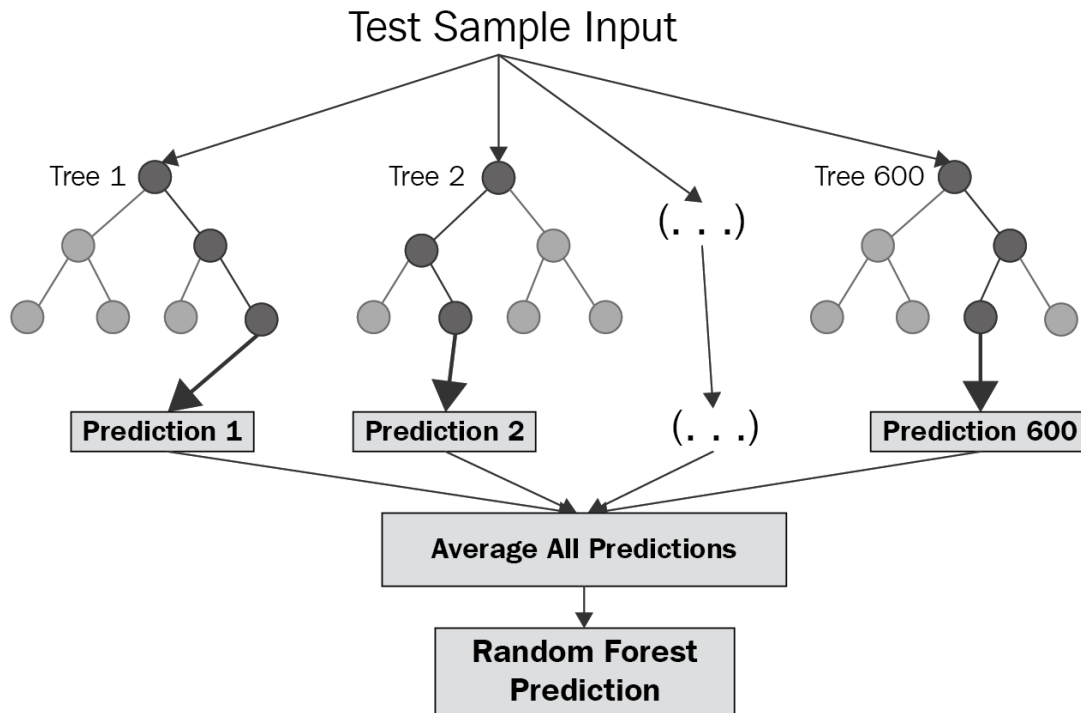 Test Sample Input
Tree 1
Tree 2
Tree 600
(. . .)
Prediction 1
Prediction 2
(. . .)
Prediction 600
Average All Predictions
Random Forest
Prediction